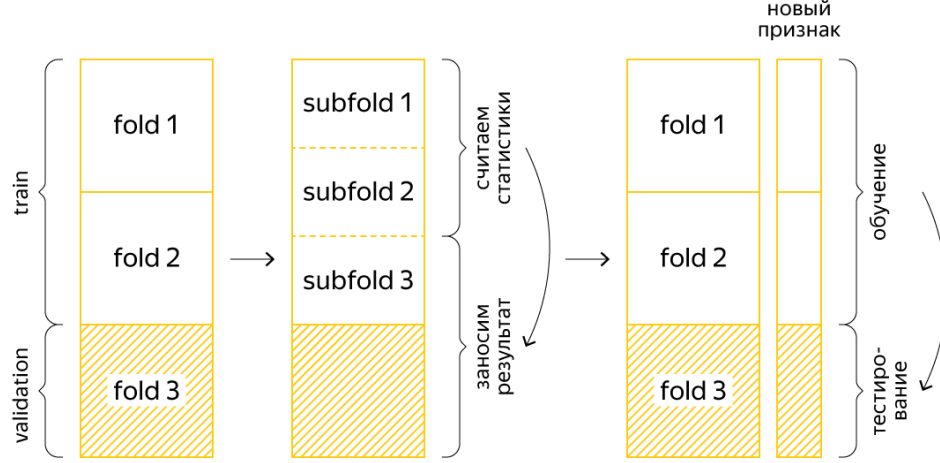 новый
признак
train
fold 1
fold 2
validation
fold 3
subfold 1
subfold 2
subfold 3
считаем
статистики
заносим
результат
fold 1
fold 2
fold 3
обучение
тестиро-
вание